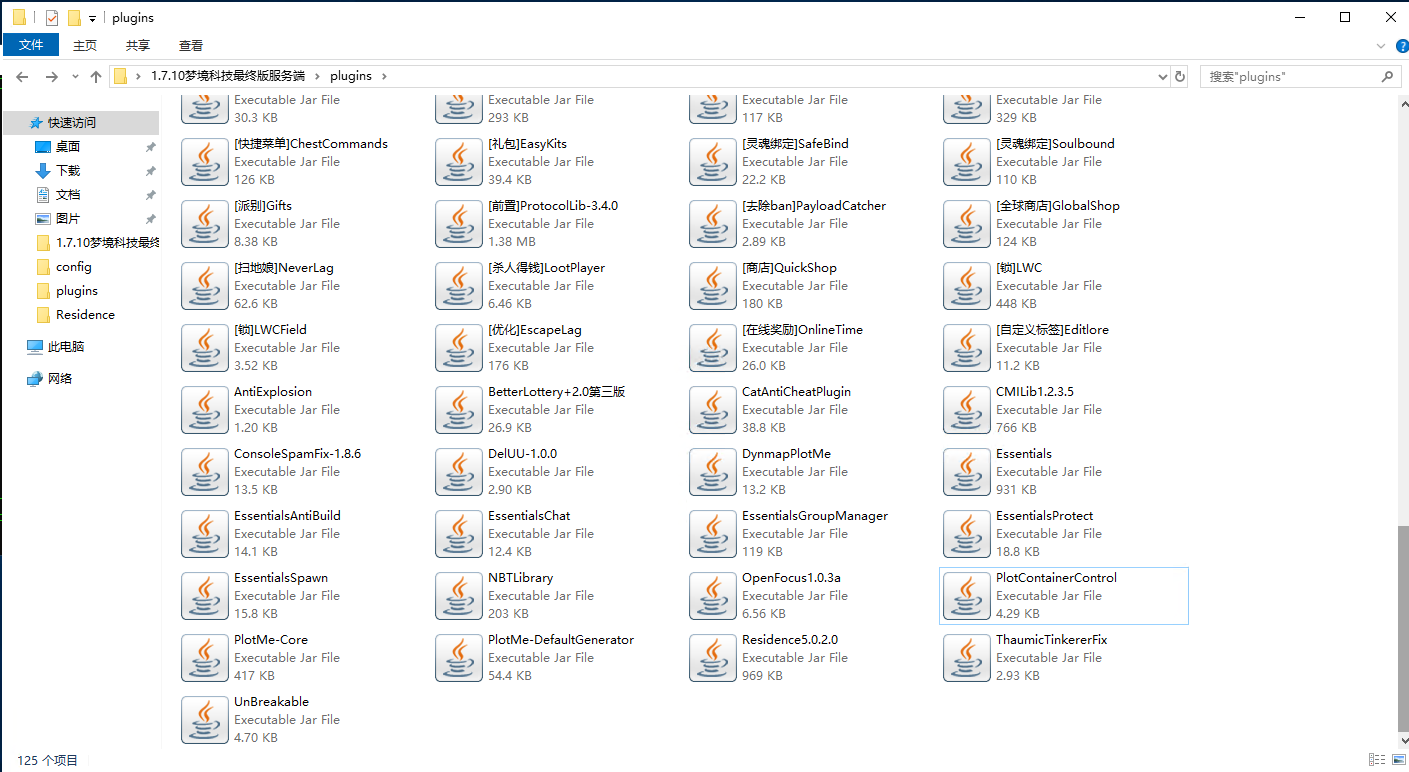 plugins
文件
主页
共享
查看
1.7.10梦境科技最终版服务端
plugins
搜索"plugins"
快速访问
桌面
下载
文档
图片
1.7.10梦境科技最终
config
plugins
Residence
此电脑
网络
Executable Jar File
30.3 KB
Executable Jar File
293 KB
Executable Jar File
117 KB
Executable Jar File
329 KB
[快捷菜单]ChestCommands
Executable Jar File
126 KB
[礼包]EasyKits
Executable Jar File
39.4 KB
[灵魂绑定]SafeBind
Executable Jar File
22.2 KB
[灵魂绑定]Soulbound
Executable Jar File
110 KB
[派别]Gifts
Executable Jar File
8.38 KB
[前置]ProtocolLib-3.4.0
Executable Jar File
1.38 MB
[去除ban]PayloadCatcher
Executable Jar File
2.89 KB
[全球商店]GlobalShop
Executable Jar File
124 KB
[扫地娘]NeverLag
Executable Jar File
62.6 KB
[杀人得钱]LootPlayer
Executable Jar File
6.46 KB
[商店]QuickShop
Executable Jar File
180 KB
[锁]LWC
Executable Jar File
448 KB
[锁]LWCField
Executable Jar File
3.52 KB
[优化]EscapeLag
Executable Jar File
176 KB
[在线奖励]OnlineTime
Executable Jar File
26.0 KB
[自定义标签]Editlore
Executable Jar File
11.2 KB
AntiExplosion
Executable Jar File
1.20 KB
BetterLottery+2.0第三版
Executable Jar File
26.9 KB
CatAntiCheatPlugin
Executable Jar File
38.8 KB
CMILib1.2.3.5
Executable Jar File
766 KB
ConsoleSpamFix-1.8.6
Executable Jar File
13.5 KB
DelUU-1.0.0
Executable Jar File
2.90 KB
DynmapPlotMe
Executable Jar File
13.2 KB
Essentials
Executable Jar File
931 KB
EssentialsAntiBuild
Executable Jar File
14.1 KB
EssentialsChat
Executable Jar File
12.4 KB
EssentialsGroupManager
Executable Jar File
119 KB
EssentialsProtect
Executable Jar File
18.8 KB
EssentialsSpawn
Executable Jar File
15.8 KB
NBTLibrary
Executable Jar File
203 KB
OpenFocus1.0.3a
Executable Jar File
6.56 KB
PlotContainerControl
Executable Jar File
4.29 KB
PlotMe-Core
Executable Jar File
417 KB
PlotMe-DefaultGenerator
Executable Jar File
54.4 KB
Residence5.0.2.0
Executable Jar File
969 KB
ThaumicTinkererFix
Executable Jar File
2.93 KB
UnBreakable
Executable Jar File
4.70 KB
125 个项目